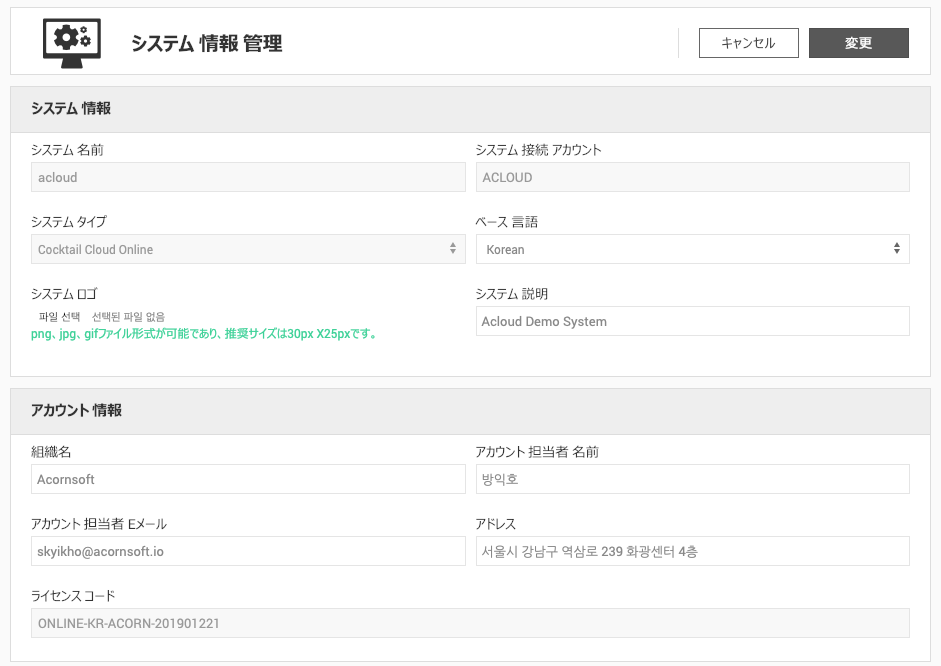 システム 情報 管理
キャンセル
変更
システム 情報
システム 名前
システム 接続 アカウント
acloud
ACLOUD
システム タイプ
ベース 言語
Cocktail Cloud Online
Korean
システム ロゴ
システム 説明
파일 선택 선택된 파일 없음
Acloud Demo System
png、jpg、gifファイル形式が可能であり、推奨サイズは30px X25pxです。
アカウント 情報
組織名
アカウント 担当者 名前
Acornsoft
방익호
アカウント 担当者 Eメール
アドレス
skyikho@acornsoft.io
서울시 강남구 역삼로 239 화광센터 4층
ライセンス コード
ONLINE-KR-ACORN-201901221